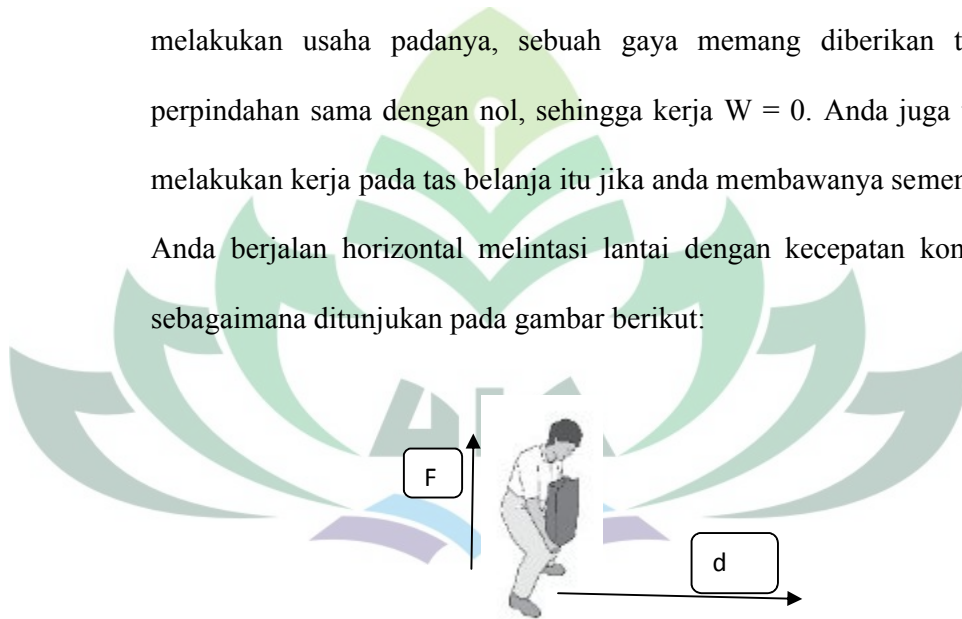 melakukan usaha padanya, sebuah gaya memang diberikan t
perpindahan sama dengan nol, sehingga kerja W = 0. Anda juga
melakukan kerja pada tas belanja itu jika anda membawanya semen
Anda berjalan horizontal melintasi lantai dengan kecepatan kon
sebagaimana ditunjukan pada gambar berikut:
F
d